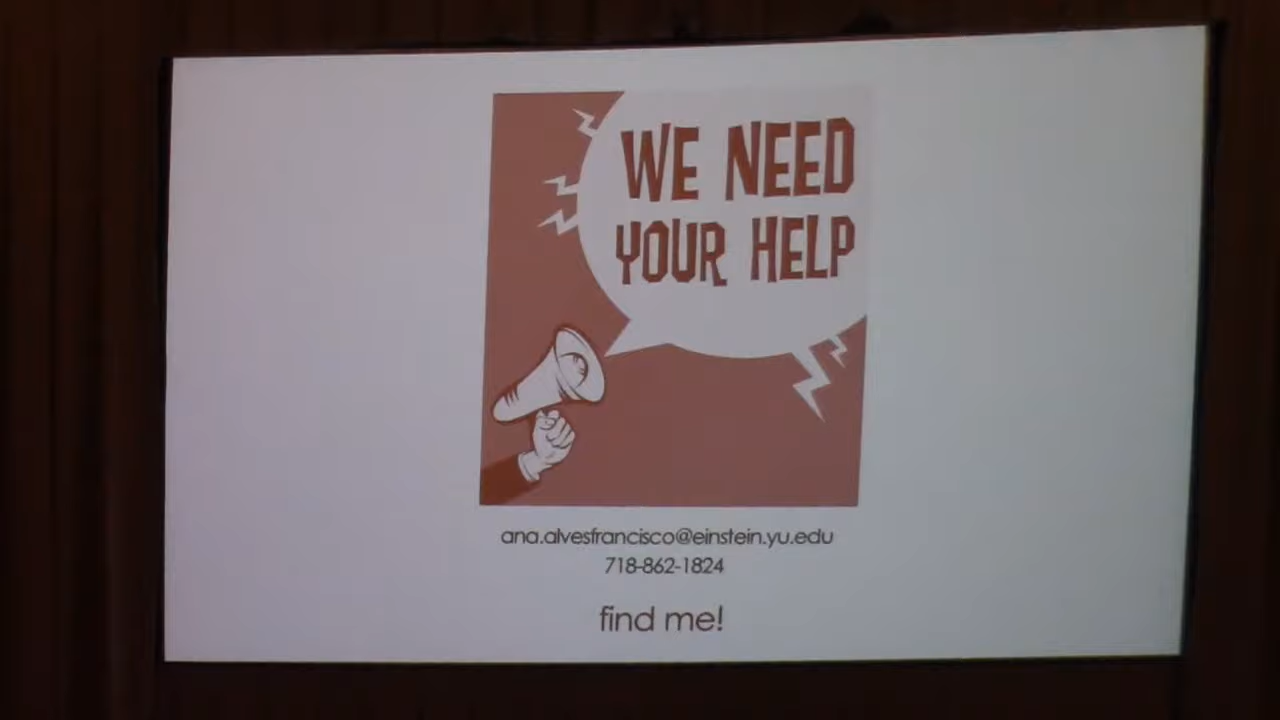 WE NEED
YOUR HELP
ana.alvesfrancisco@einstein.yu.edu
718-862-1824
find me!